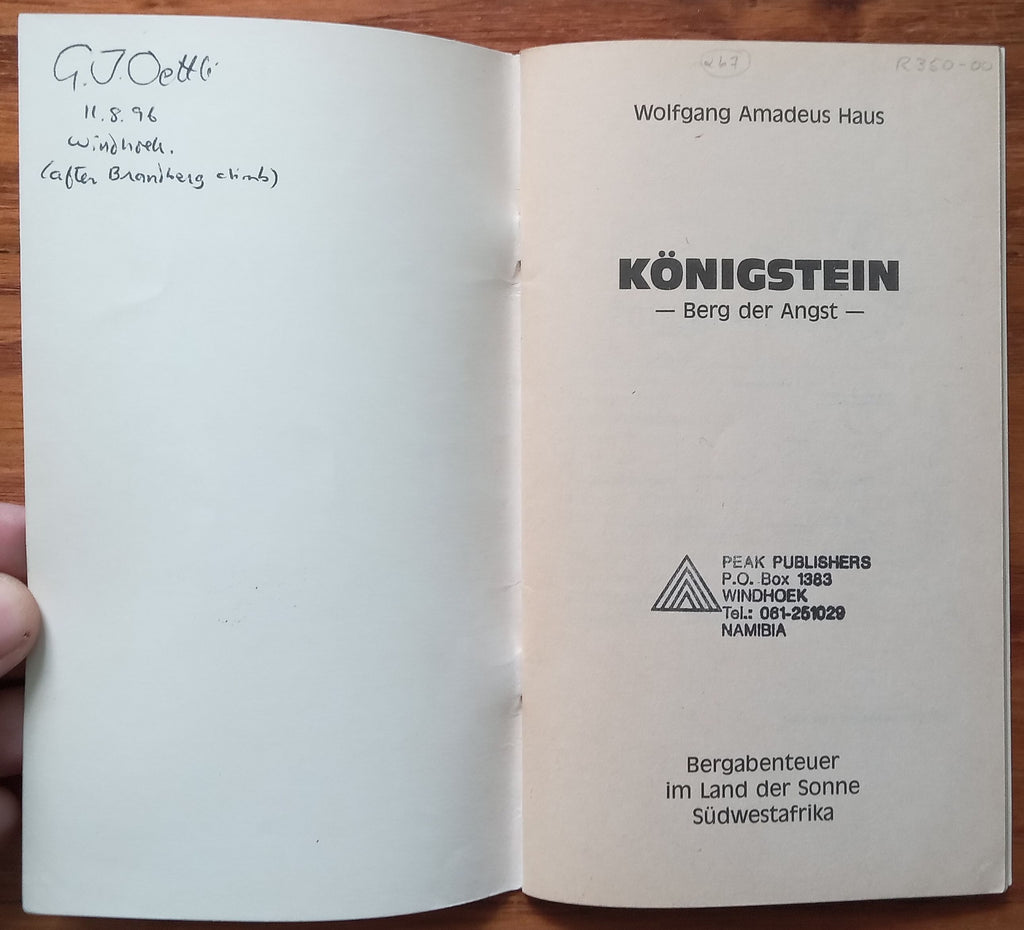 G.J.Oettli
11.8.96
Windhoek.
(after Brandberg climb)
267
R350-00
Wolfgang Amadeus Haus
KÖNIGSTEIN
— Berg der Angst —
PEAK PUBLISHERS
P.O. Box 1383
WINDHOEK
Tel.: 061-251029
NAMIBIA
Bergabenteuer
im Land der Sonne
Südwestafrika